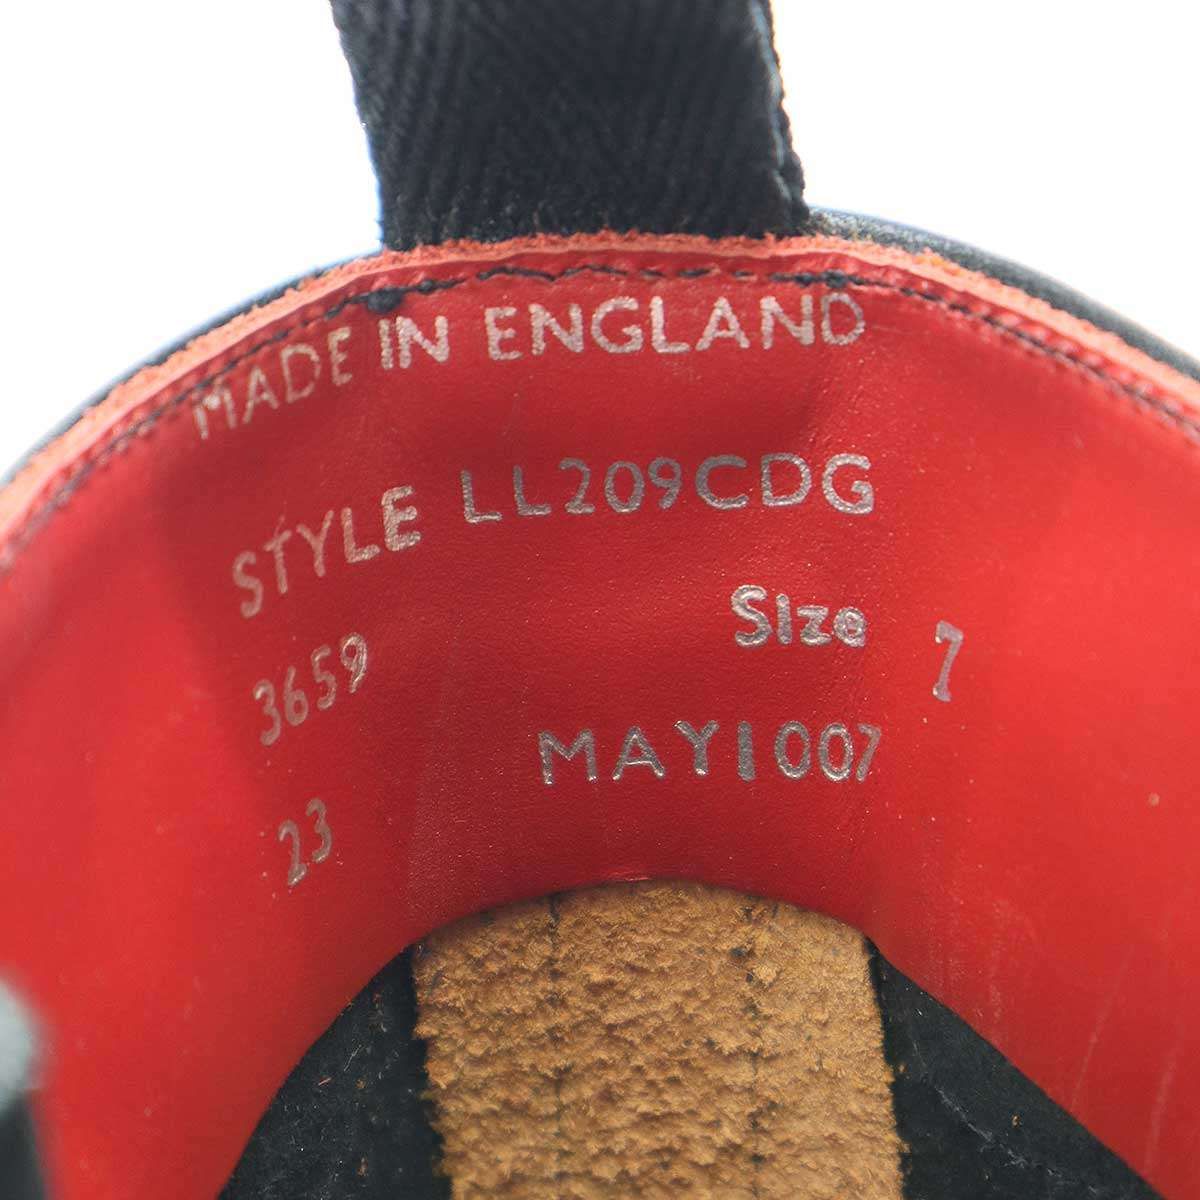 MADE IN ENGLAND
STYLE LL209CDG
3659 Size 7
23 MAY1007